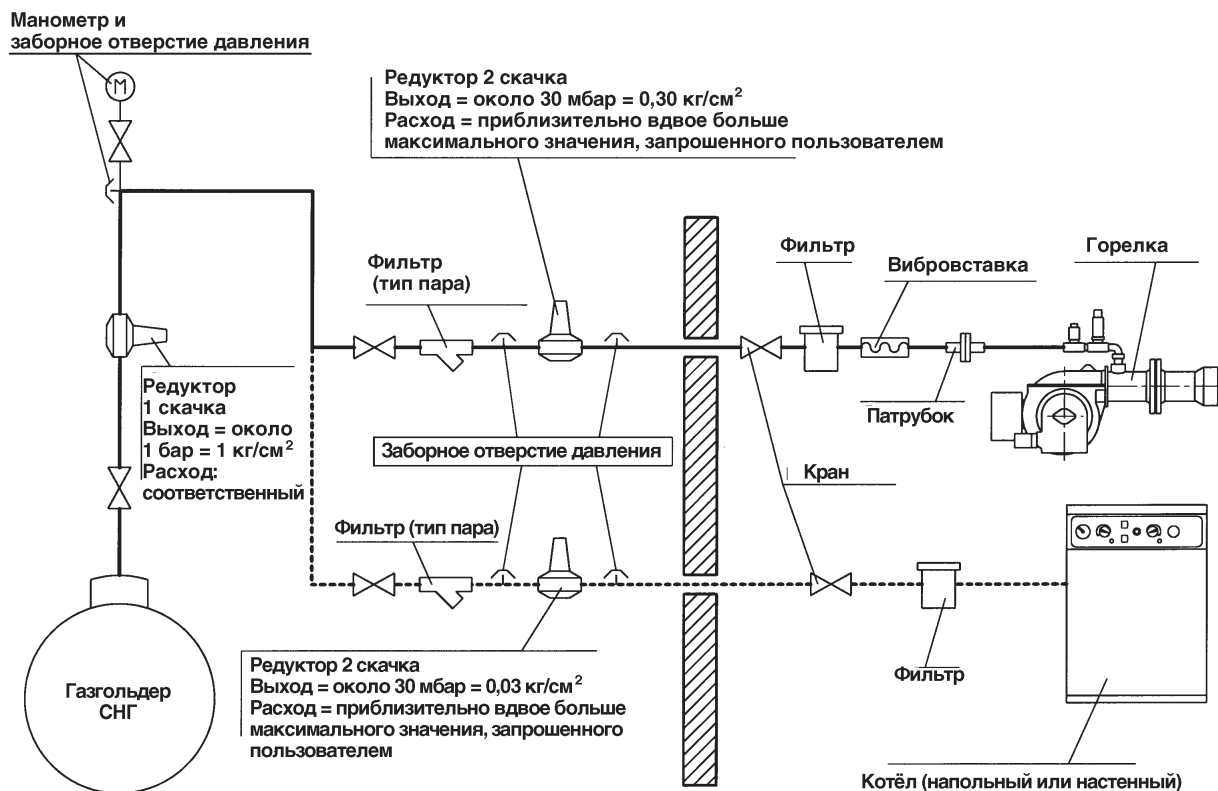 Манометр и
заборное отверстие давления
M
Редуктор 2 скачка
Выход = около 30 мбар = 0,30 кг/см²
Расход = приблизительно вдвое больше
максимального значения, запрошенного пользователем
Фильтр
(тип пара)
Фильтр
Вибровставка
Горелка
Редуктор
1 скачка
Выход = около
1 бар = 1 кг/см²
Расход:
соответственный
Патрубок
Заборное отверстие давления
Кран
Фильтр (тип пара)
Редуктор 2 скачка
Выход = около 30 мбар = 0,03 кг/см²
Расход = приблизительно вдвое больше
максимального значения, запрошенного
пользователем
Газгольдер
СНГ
Фильтр
Котёл (напольный или настенный)